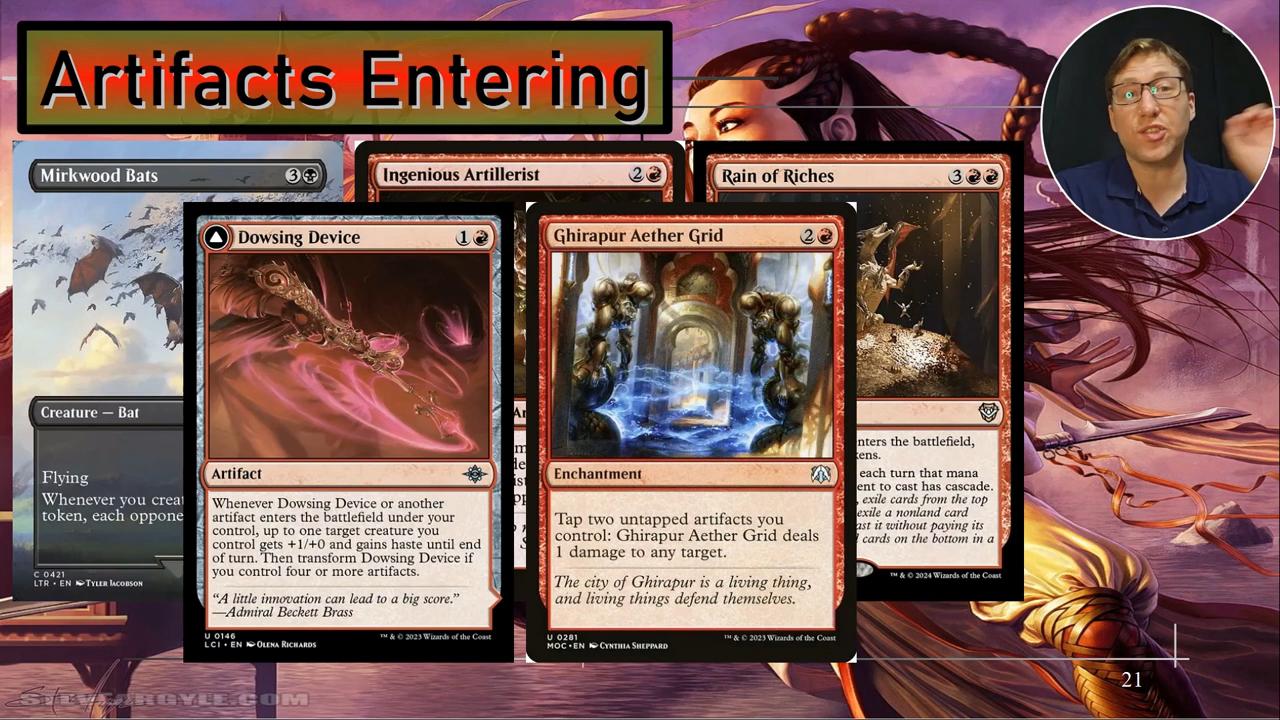 Artifacts Entering
Mirkwood Bats 3
Ingenious Artillerist 2
Rain of Riches 3
Dowsing Device 1
Ghirapur Aether Grid 2
Creature — Bat
Flying
Whenever you
token, each
C 0421
LTR • EN Tyler Jacobson
Artifact
Whenever Dowsing Device or another
artifact enters the battlefield under your
control, up to one target creature you
control gets +1/+0 and gains haste until end
of turn. Then transform Dowsing Device if
you control four or more artifacts.
“A little innovation can lead to a big score.”
—Admiral Beckett Brass
U 0146
LCI • EN Olena Richards
™ & © 2023 Wizards of the Coast
Enchantment
Tap two untapped artifacts you
control: Ghirapur Aether Grid deals
1 damage to any target.
The city of Ghirapur is a living thing,
and living things defend themselves.
U 0281
MOC • EN Cynthia Sheppard
™ & © 2023 Wizards of the Coast
enters the battlefield,
each turn that mana
to cast has cascade.
exile cards from the top
exile a nonland card
it without paying its
cards on the bottom in a
™ & © 2024 Wizards of the Coast
21